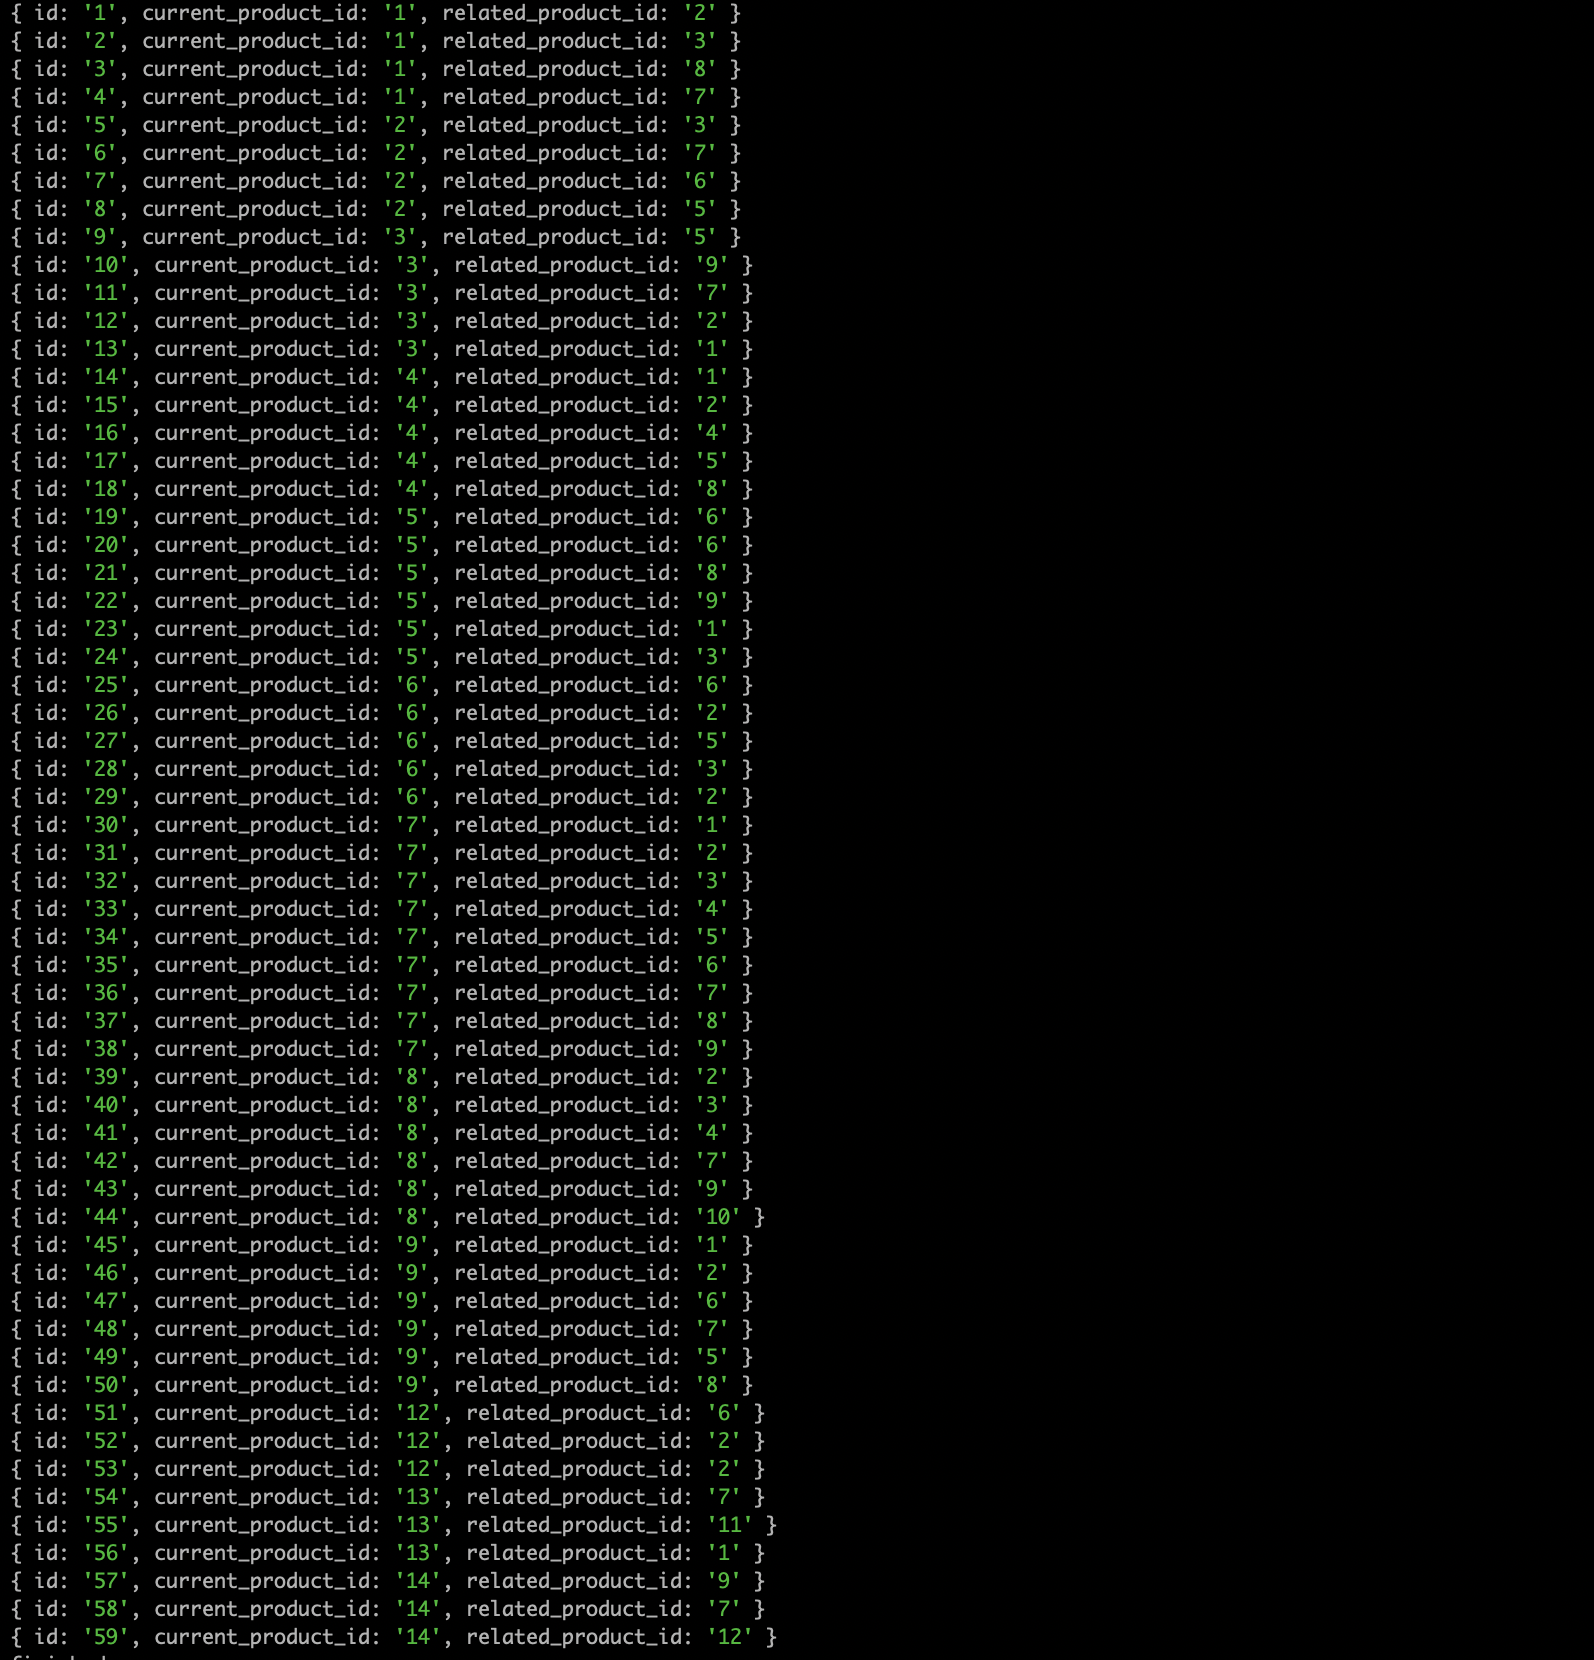 { id: '1', current_product_id: '1', related_product_id: '2' }
{ id: '2', current_product_id: '1', related_product_id: '3' }
{ id: '3', current_product_id: '1', related_product_id: '8' }
{ id: '4', current_product_id: '1', related_product_id: '7' }
{ id: '5', current_product_id: '2', related_product_id: '3' }
{ id: '6', current_product_id: '2', related_product_id: '7' }
{ id: '7', current_product_id: '2', related_product_id: '6' }
{ id: '8', current_product_id: '2', related_product_id: '5' }
{ id: '9', current_product_id: '3', related_product_id: '5' }
{ id: '10', current_product_id: '3', related_product_id: '9' }
{ id: '11', current_product_id: '3', related_product_id: '7' }
{ id: '12', current_product_id: '3', related_product_id: '2' }
{ id: '13', current_product_id: '3', related_product_id: '1' }
{ id: '14', current_product_id: '4', related_product_id: '1' }
{ id: '15', current_product_id: '4', related_product_id: '2' }
{ id: '16', current_product_id: '4', related_product_id: '4' }
{ id: '17', current_product_id: '4', related_product_id: '5' }
{ id: '18', current_product_id: '4', related_product_id: '8' }
{ id: '19', current_product_id: '5', related_product_id: '6' }
{ id: '20', current_product_id: '5', related_product_id: '6' }
{ id: '21', current_product_id: '5', related_product_id: '8' }
{ id: '22', current_product_id: '5', related_product_id: '9' }
{ id: '23', current_product_id: '5', related_product_id: '1' }
{ id: '24', current_product_id: '5', related_product_id: '3' }
{ id: '25', current_product_id: '6', related_product_id: '6' }
{ id: '26', current_product_id: '6', related_product_id: '2' }
{ id: '27', current_product_id: '6', related_product_id: '5' }
{ id: '28', current_product_id: '6', related_product_id: '3' }
{ id: '29', current_product_id: '6', related_product_id: '2' }
{ id: '30', current_product_id: '7', related_product_id: '1' }
{ id: '31', current_product_id: '7', related_product_id: '2' }
{ id: '32', current_product_id: '7', related_product_id: '3' }
{ id: '33', current_product_id: '7', related_product_id: '4' }
{ id: '34', current_product_id: '7', related_product_id: '5' }
{ id: '35', current_product_id: '7', related_product_id: '6' }
{ id: '36', current_product_id: '7', related_product_id: '7' }
{ id: '37', current_product_id: '7', related_product_id: '8' }
{ id: '38', current_product_id: '7', related_product_id: '9' }
{ id: '39', current_product_id: '8', related_product_id: '2' }
{ id: '40', current_product_id: '8', related_product_id: '3' }
{ id: '41', current_product_id: '8', related_product_id: '4' }
{ id: '42', current_product_id: '8', related_product_id: '7' }
{ id: '43', current_product_id: '8', related_product_id: '9' }
{ id: '44', current_product_id: '8', related_product_id: '10' }
{ id: '45', current_product_id: '9', related_product_id: '1' }
{ id: '46', current_product_id: '9', related_product_id: '2' }
{ id: '47', current_product_id: '9', related_product_id: '6' }
{ id: '48', current_product_id: '9', related_product_id: '7' }
{ id: '49', current_product_id: '9', related_product_id: '5' }
{ id: '50', current_product_id: '9', related_product_id: '8' }
{ id: '51', current_product_id: '12', related_product_id: '6' }
{ id: '52', current_product_id: '12', related_product_id: '2' }
{ id: '53', current_product_id: '12', related_product_id: '2' }
{ id: '54', current_product_id: '13', related_product_id: '7' }
{ id: '55', current_product_id: '13', related_product_id: '11' }
{ id: '56', current_product_id: '13', related_product_id: '1' }
{ id: '57', current_product_id: '14', related_product_id: '9' }
{ id: '58', current_product_id: '14', related_product_id: '7' }
{ id: '59', current_product_id: '14', related_product_id: '12' }